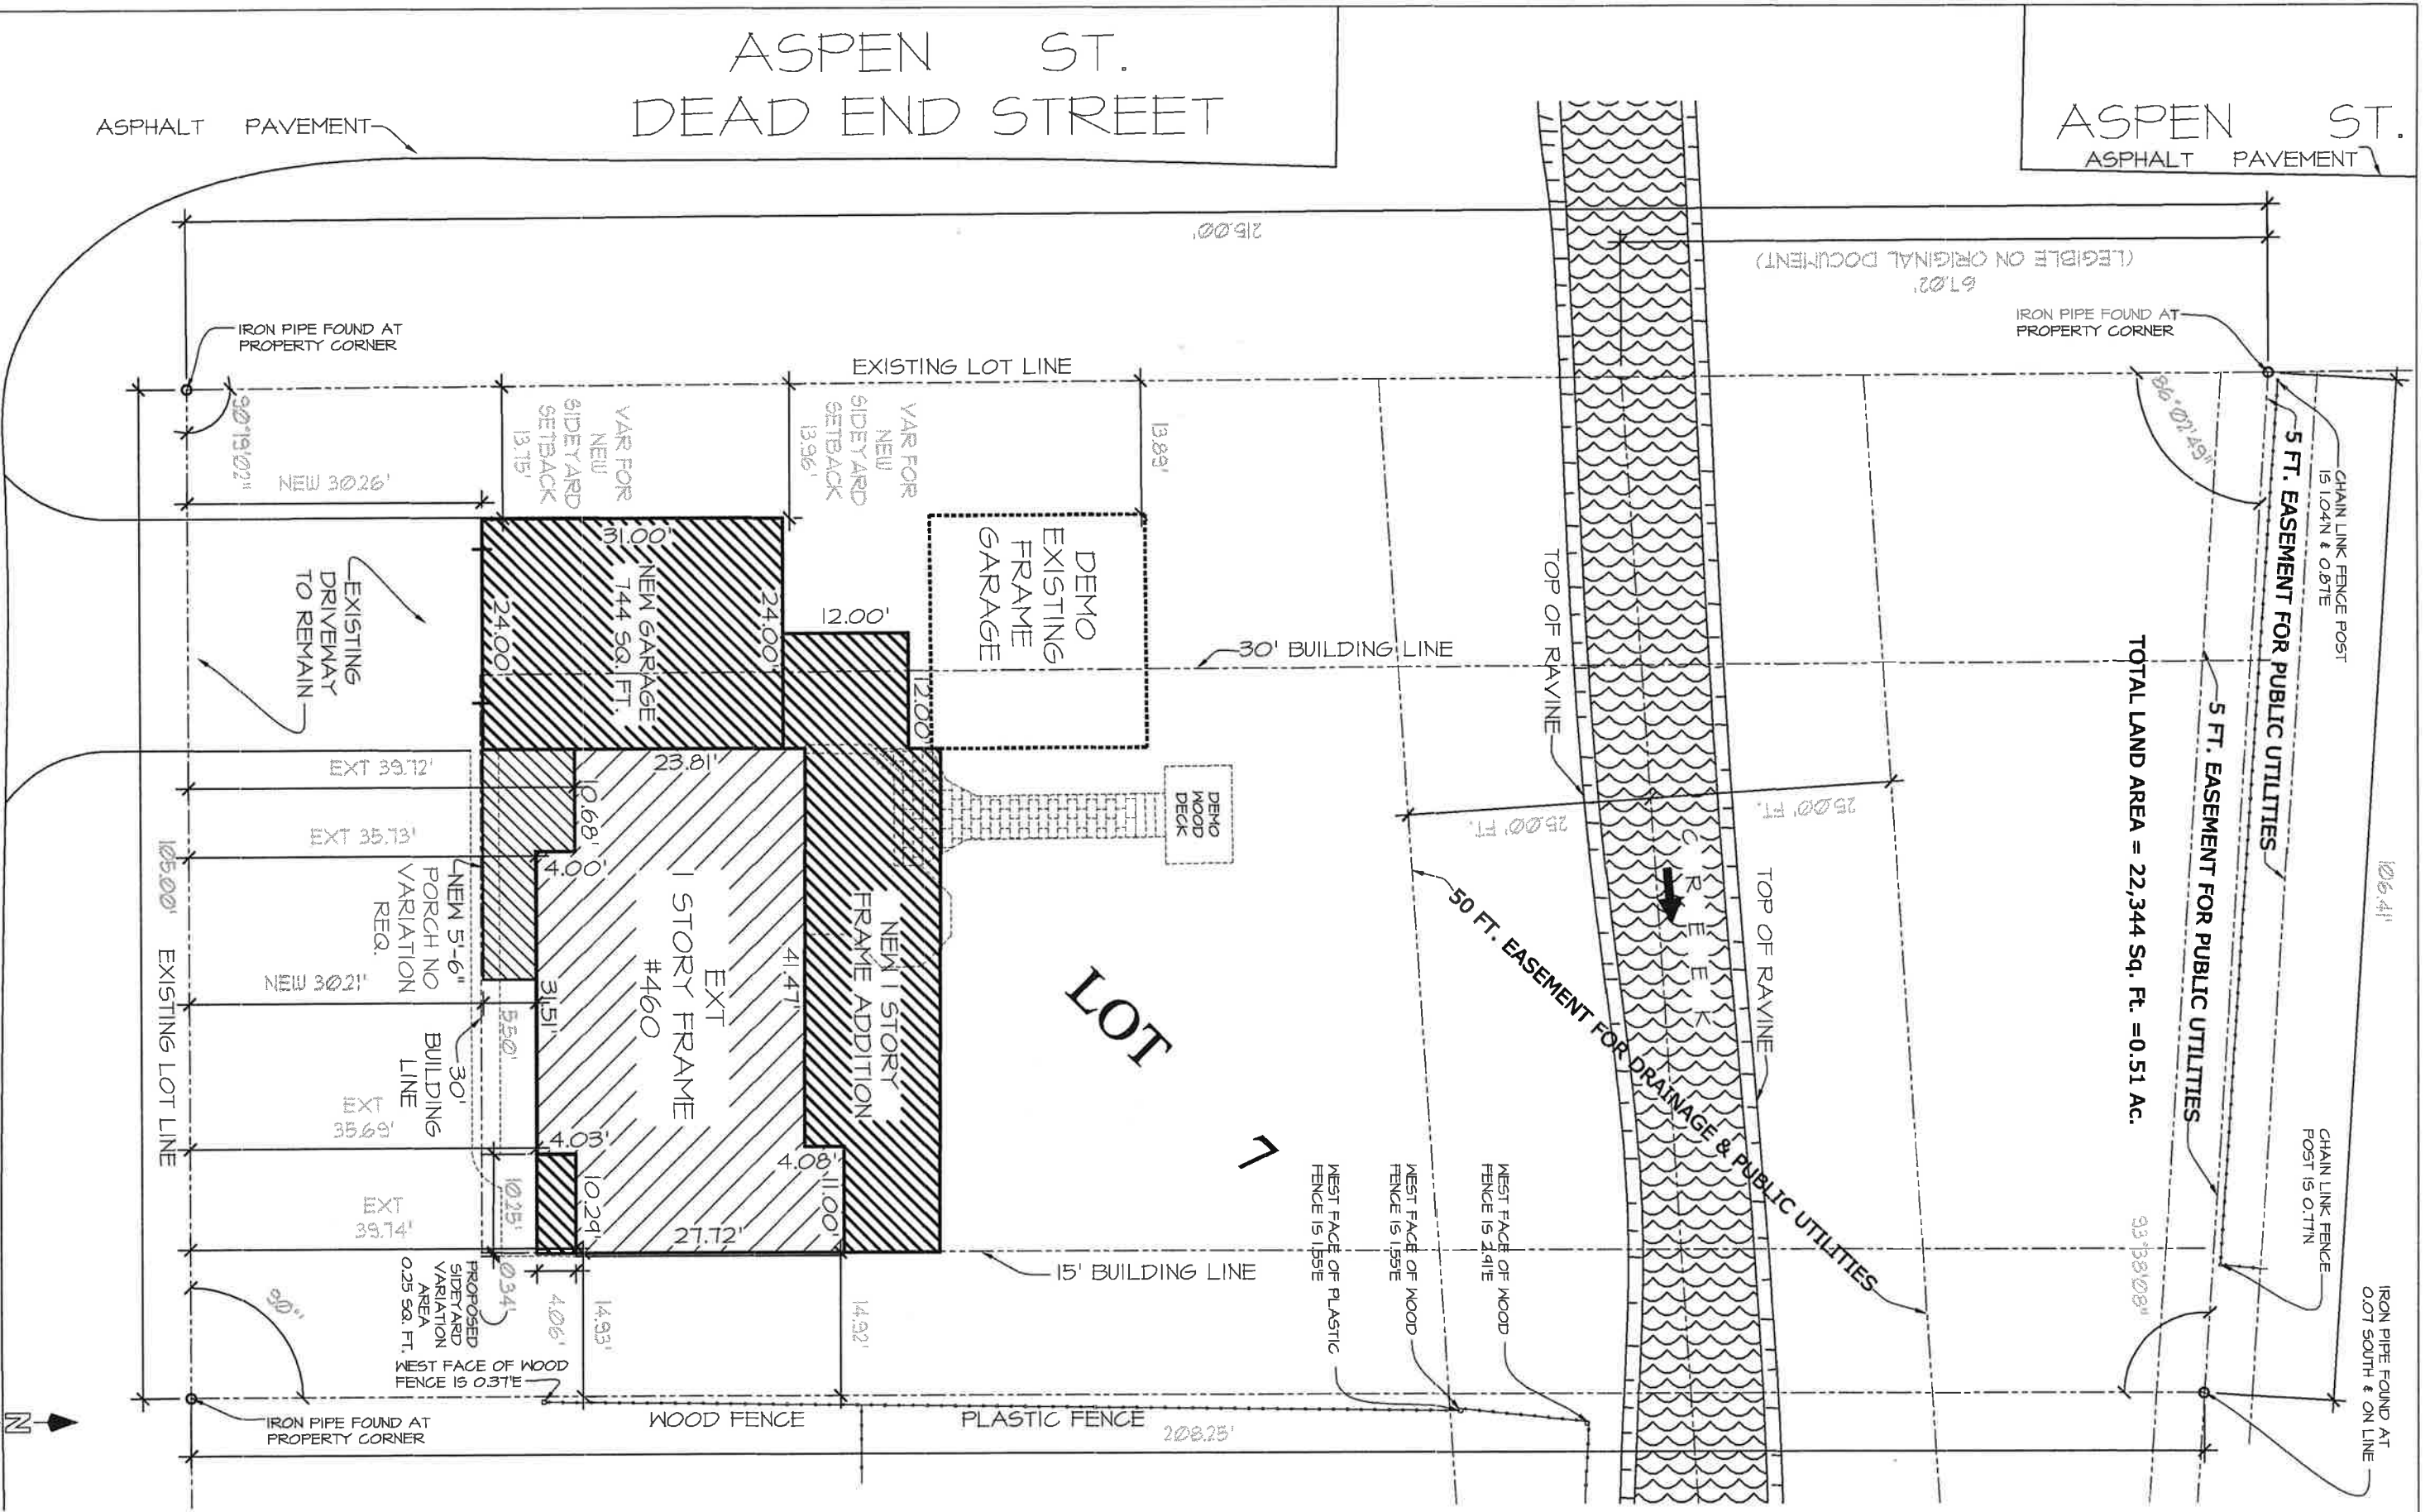 ASPEN ST.
DEAD END STREET
ASPHALT PAVEMENT
ASPEN ST.
ASPHALT PAVEMENT
215.00'
(LEGIBLE ON ORIGINAL DOCUMENT)
67.02'
IRON PIPE FOUND AT
PROPERTY CORNER
IRON PIPE FOUND AT
PROPERTY CORNER
EXISTING LOT LINE
90°19'02"
NEW 30.26'
VAR FOR
NEW
SIDEYARD
SETBACK
13.75'
VAR FOR
NEW
SIDEYARD
SETBACK
13.96'
13.89'
86°02'49"
CHAIN LINK FENCE POST
IS 1.04'N & 0.87'E
5 FT. EASEMENT FOR PUBLIC UTILITIES
5 FT. EASEMENT FOR PUBLIC UTILITIES
TOTAL LAND AREA = 22,344 Sq. Ft. =0.51 Ac.
106.41'
EXISTING
DRIVEWAY
TO REMAIN
31.00'
NEW GARAGE
744 SQ. FT.
24.00'
24.00'
12.00'
12.00'
DEMO
EXISTING
FRAME
GARAGE
30' BUILDING LINE
TOP OF RAVINE
TOP OF RAVINE
CREEK
25.00' FT.
25.00' FT.
50 FT. EASEMENT FOR DRAINAGE & PUBLIC UTILITIES
DEMO
WOOD
DECK
EXT 39.72'
EXT 35.73'
NEW 30.21'
EXT
35.69'
EXT
39.74'
105.00'
EXISTING LOT LINE
NEW 5'-6"
PORCH NO
VARIATION
REQ.
30'
BUILDING
LINE
23.81'
10.68'
4.00'
31.51'
5.50'
41.47'
EXT
1 STORY FRAME
#460
NEW 1 STORY
FRAME ADDITION
4.03'
10.29'
10.25'
0.34'
4.06'
4.08'
11.00'
27.72'
14.93'
14.92'
LOT
7
15' BUILDING LINE
PROPOSED
SIDEYARD
VARIATION
AREA
0.25 SQ. FT.
90°
WEST FACE OF WOOD
FENCE IS 0.37'E
IRON PIPE FOUND AT
PROPERTY CORNER
WOOD FENCE
PLASTIC FENCE
208.25'
WEST FACE OF PLASTIC
FENCE IS 1.55'E
WEST FACE OF WOOD
FENCE IS 1.55'E
WEST FACE OF WOOD
FENCE IS 2.91'E
93°38'08"
CHAIN LINK FENCE
POST IS 0.77'N
IRON PIPE FOUND AT
0.07 SOUTH & ON LINE
N